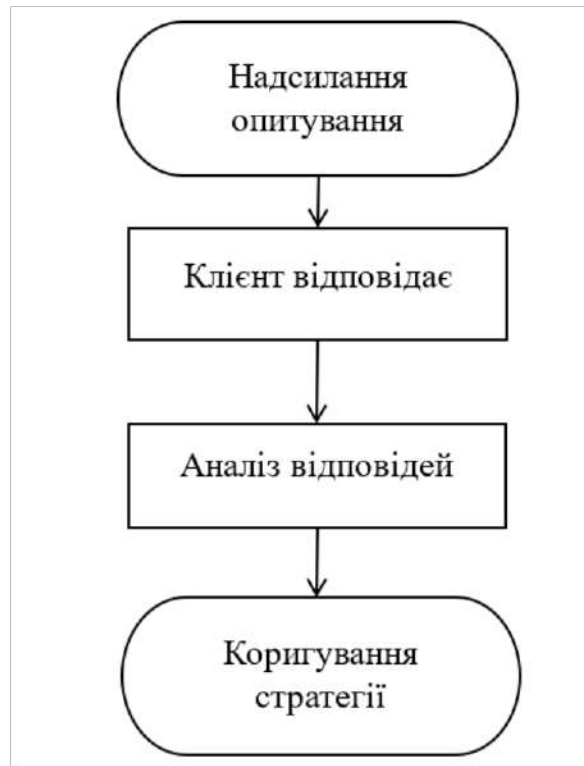 Надсилання
опитування
Клієнт відповідає
Аналіз відповідей
Коригування
стратегії